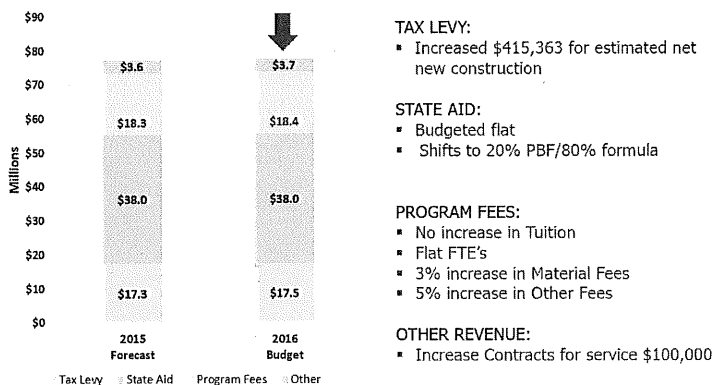 $90
$80
$70
$60
$50
$40
$30
$20
$10
$0
Millions
$3.6
$18.3
$38.0
$17.3
$3.7
$18.4
$38.0
$17.5
2015
Forecast
2016
Budget
Tax Levy State Aid Program Fees Other
TAX LEVY:
▪ Increased $415,363 for estimated net
new construction
STATE AID:
▪ Budgeted flat
▪ Shifts to 20% PBF/80% formula
PROGRAM FEES:
▪ No increase in Tuition
▪ Flat FTE's
▪ 3% increase in Material Fees
▪ 5% increase in Other Fees
OTHER REVENUE:
▪ Increase Contracts for service $100,000